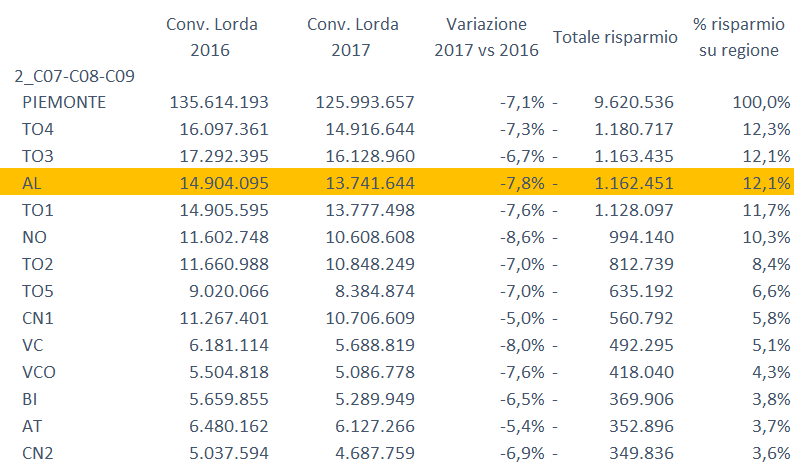 Conv. Lorda 2016 Conv. Lorda 2017 Variazione 2017 vs 2016 Totale risparmio % risparmio su regione
2_C07-C08-C09
PIEMONTE 135.614.193 125.993.657 -7,1% - 9.620.536 100,0%
TO4 16.097.361 14.916.644 -7,3% - 1.180.717 12,3%
TO3 17.292.395 16.128.960 -6,7% - 1.163.435 12,1%
AL 14.904.095 13.741.644 -7,8% - 1.162.451 12,1%
TO1 14.905.595 13.777.498 -7,6% - 1.128.097 11,7%
NO 11.602.748 10.608.608 -8,6% - 994.140 10,3%
TO2 11.660.988 10.848.249 -7,0% - 812.739 8,4%
TO5 9.020.066 8.384.874 -7,0% - 635.192 6,6%
CN1 11.267.401 10.706.609 -5,0% - 560.792 5,8%
VC 6.181.114 5.688.819 -8,0% - 492.295 5,1%
VCO 5.504.818 5.086.778 -7,6% - 418.040 4,3%
BI 5.659.855 5.289.949 -6,5% - 369.906 3,8%
AT 6.480.162 6.127.266 -5,4% - 352.896 3,7%
CN2 5.037.594 4.687.759 -6,9% - 349.836 3,6%